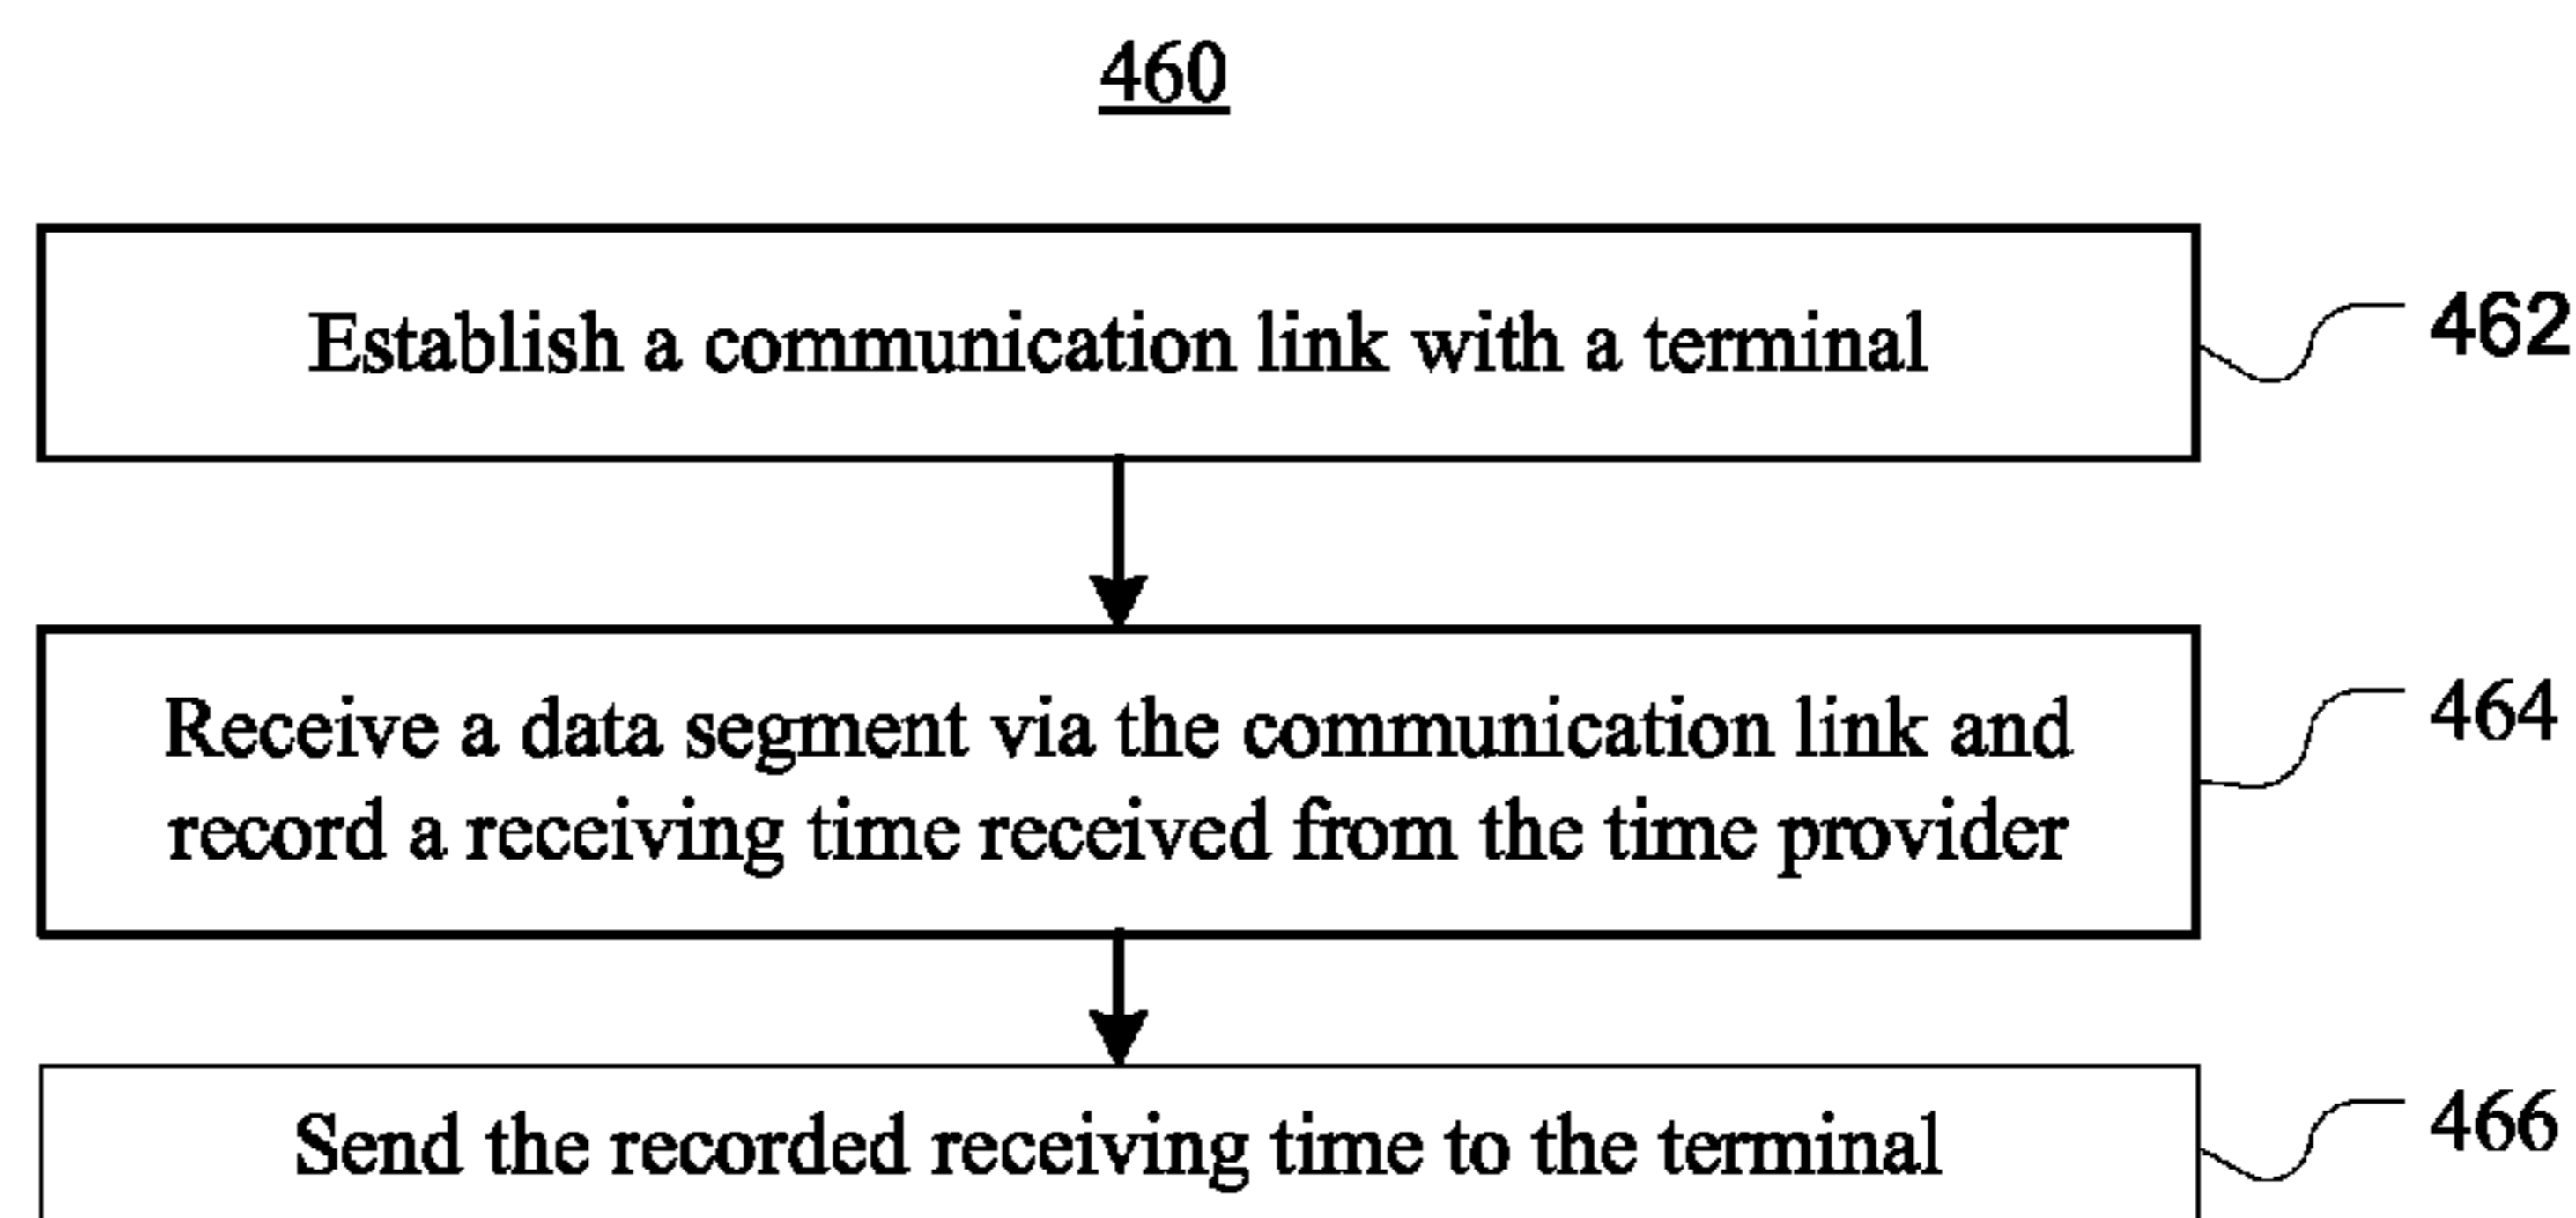 460
Establish a communication link with a terminal
462
Receive a data segment via the communication link and
record a receiving time received from the time provider
464
Send the recorded receiving time to the terminal
466